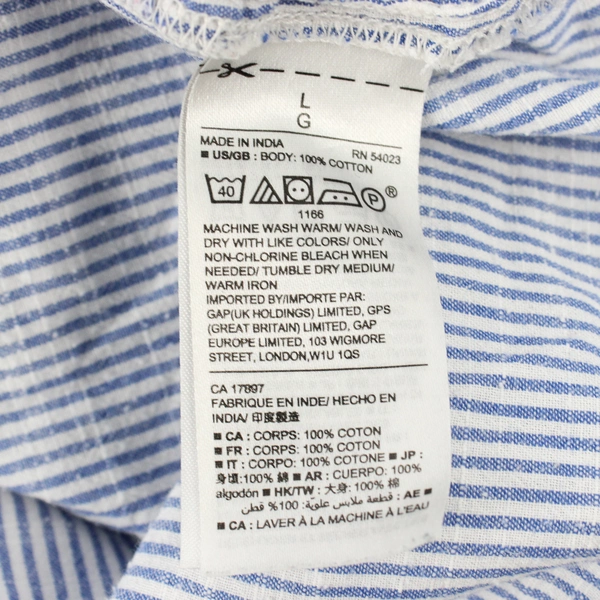 L
G
MADE IN INDIA RN 54023
■ US/GB : BODY: 100% COTTON
40 P ®
1166
MACHINE WASH WARM/ WASH AND
DRY WITH LIKE COLORS/ ONLY
NON-CHLORINE BLEACH WHEN
NEEDED/ TUMBLE DRY MEDIUM/
WARM IRON
IMPORTED BY/IMPORTE PAR:
GAP(UK HOLDINGS) LIMITED, GPS
(GREAT BRITAIN) LIMITED, GAP
EUROPE LIMITED, 103 WIGMORE
STREET, LONDON,W1U 1QS
CA 17897
FABRIQUE EN INDE/ HECHO EN
INDIA/ 印度製造
■ CA : CORPS: 100% COTON
■ FR : CORPS: 100% COTON
■ IT : CORPO: 100% COTONE ■ JP :
身頃: 100% 綿 ■ AR : CUERPO: 100%
algodón ■ HK/TW : 大身: 100% 棉
■ AE : قطعة ملابس علوية: 100% قطن
■ CA : LAVER À LA MACHINE À L'EAU